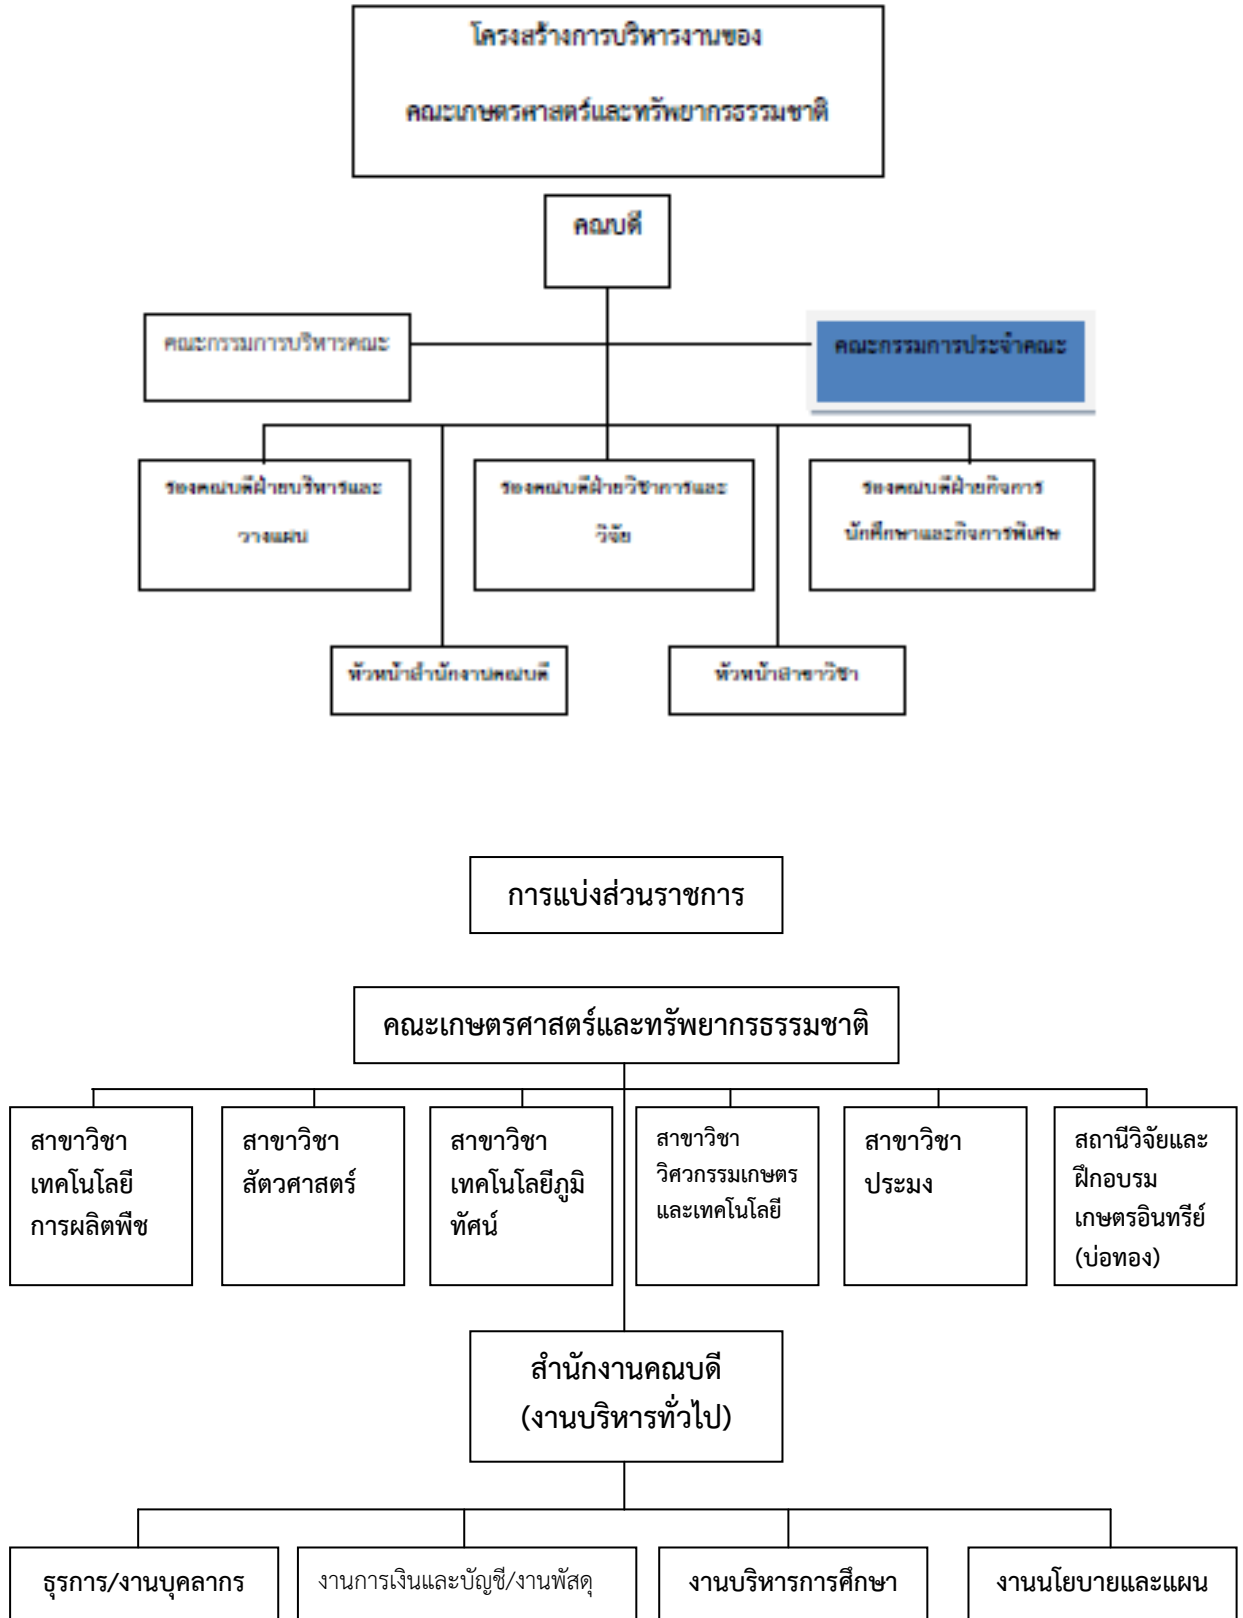 โครงสร้างการบริหารงานของ
คณะเกษตรศาสตร์และทรัพยากรธรรมชาติ
คณบดี
คณะกรรมการบริหารคณะ
คณะกรรมการประจำคณะ
รองคณบดีฝ่ายบริหารและ
วางแผน
รองคณบดีฝ่ายวิชาการและ
วิจัย
รองคณบดีฝ่ายกิจการ
นักศึกษาและกิจการพิเศษ
หัวหน้าสำนักงานคณบดี
หัวหน้าสาขาวิชา
การแบ่งส่วนราชการ
คณะเกษตรศาสตร์และทรัพยากรธรรมชาติ
สาขาวิชา
เทคโนโลยี
การผลิตพืช
สาขาวิชา
สัตวศาสตร์
สาขาวิชา
เทคโนโลยีภูมิ
ทัศน์
สาขาวิชา
วิศวกรรมเกษตร
และเทคโนโลยี
สาขาวิชา
ประมง
สถานีวิจัยและ
ฝึกอบรม
เกษตรอินทรีย์
(บ่อทอง)
สำนักงานคณบดี
(งานบริหารทั่วไป)
ธุรการ/งานบุคลากร
งานการเงินและบัญชี/งานพัสดุ
งานบริหารการศึกษา
งานนโยบายและแผน